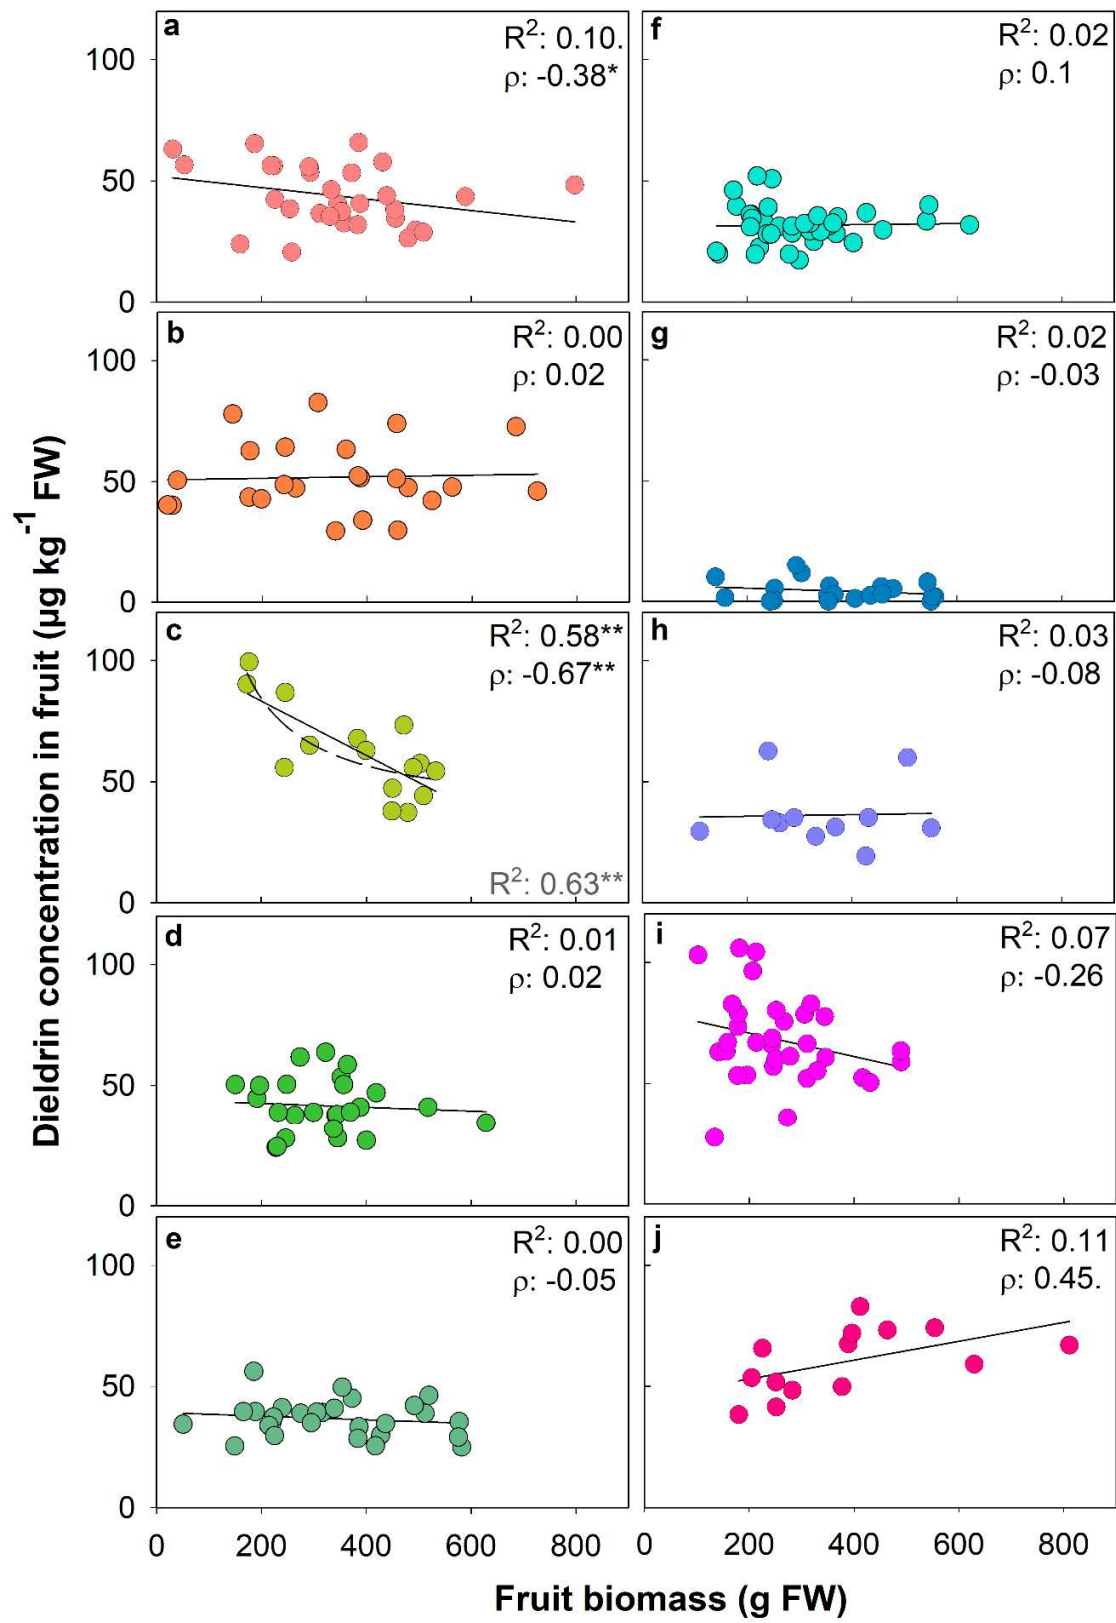 Dieldrin concentration in fruit (µg kg⁻¹ FW)
a
R²: 0.10.
ρ: -0.38*
100
50
0
b
R²: 0.00
ρ: 0.02
100
50
0
c
R²: 0.58**
ρ: -0.67**
R²: 0.63**
100
50
0
d
R²: 0.01
ρ: 0.02
100
50
0
e
R²: 0.00
ρ: -0.05
100
50
0
0 200 400 600 800
f
R²: 0.02
ρ: 0.1
g
R²: 0.02
ρ: -0.03
h
R²: 0.03
ρ: -0.08
i
R²: 0.07
ρ: -0.26
j
R²: 0.11
ρ: 0.45.
0 200 400 600 800
Fruit biomass (g FW)